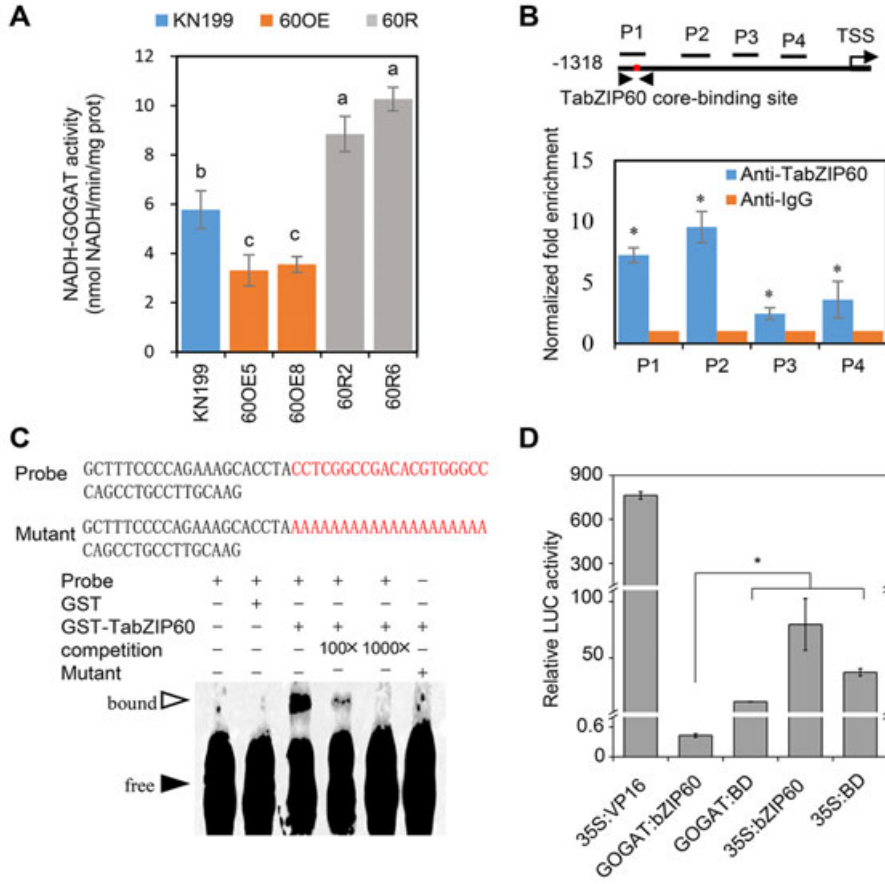 A
KN199 60OE 60R
NADH-GOGAT activity
(nmol NADH/min/mg prot)
12
10
8
6
4
2
0
b
c
c
a
a
KN199
60OE5
60OE8
60R2
60R6
B
P1 P2 P3 P4 TSS
-1318
TabZIP60 core-binding site
Normalized fold enrichment
15
10
5
0
Anti-TabZIP60
Anti-IgG
*
*
*
*
P1 P2 P3 P4
C
Probe GCTTTCCCCAGAAAGCACCTACCTCGGCCGACACGTGGGCC
CAGCCTGCCTTGCAAG
Mutant GCTTTCCCCAGAAAGCACCTAAAAAAAAAAAAAAAAAAAAA
CAGCCTGCCTTGCAAG
Probe + + + + + −
GST − + − − − −
GST-TabZIP60 − − + + + +
competition − − − 100× 1000× −
Mutant − − − − − +
bound
free
D
Relative LUC activity
900
600
300
100
50
0.6
0
*
35S:VP16
GOGAT:bZIP60
GOGAT:BD
35S:bZIP60
35S:BD